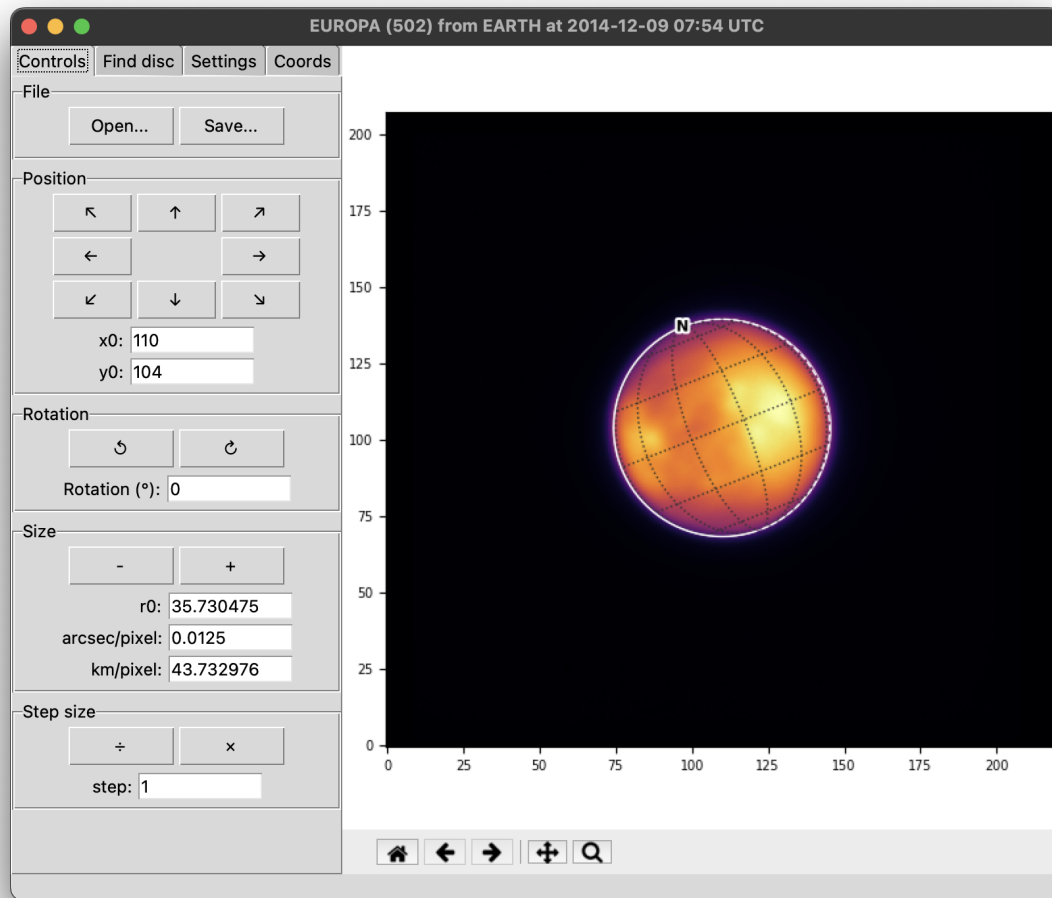 EUROPA (502) from EARTH at 2014-12-09 07:54 UTC
Controls Find disc Settings Coords
File
Open... Save...
Position
↖ ↑ ↗
← →
↙ ↓ ↘
x0: 110
y0: 104
Rotation
↺ ↻
Rotation (°): 0
Size
- +
r0: 35.730475
arcsec/pixel: 0.0125
km/pixel: 43.732976
Step size
÷ ×
step: 1
200
175
150
125
100
75
50
25
0
N
0 25 50 75 100 125 150 175 200